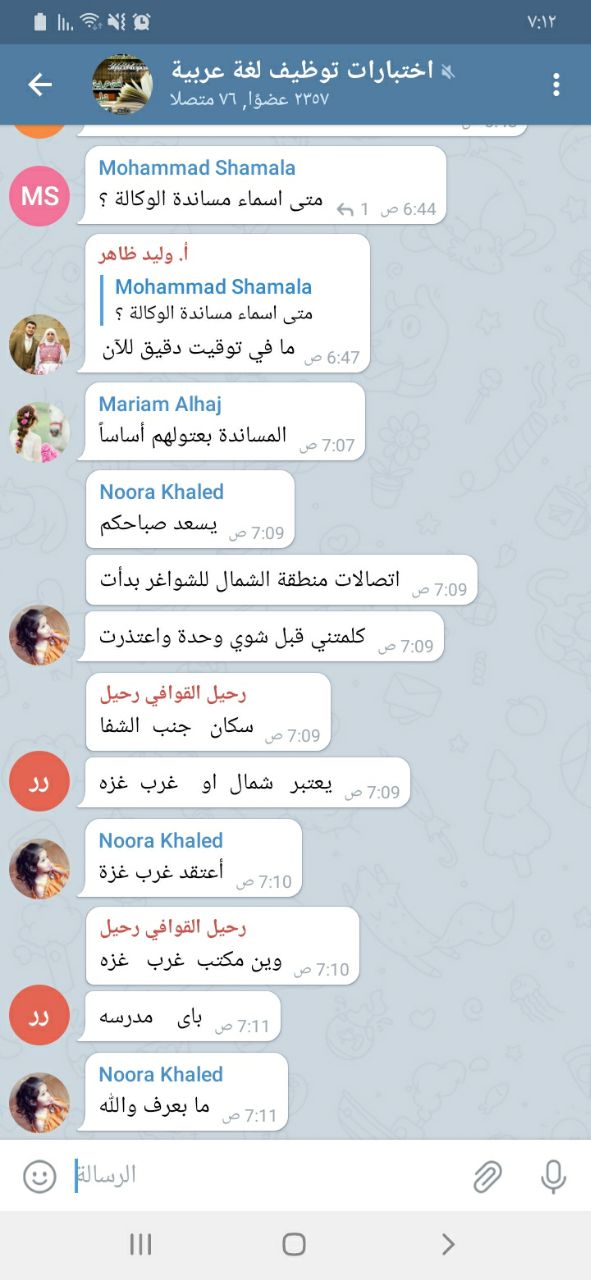 ٧:١٢
اختبارات توظيف لغة عربية
٢٣٥٧ عضوًا, ٧٦ متصلا
Mohammad Shamala
متى اسماء مساندة الوكالة ؟
1 6:44 ص
MS
أ. وليد ظاهر
Mohammad Shamala
متى اسماء مساندة الوكالة ؟
ما في توقيت دقيق للآن
6:47 ص
Mariam Alhaj
المساندة بعتولهم أساساً
7:07 ص
Noora Khaled
يسعد صباحكم
7:09 ص
اتصالات منطقة الشمال للشواغر بدأت
7:09 ص
كلمتني قبل شوي وحدة واعتذرت
7:09 ص
رحيل القوافي رحيل
سكان جنب الشفا
7:09 ص
يعتبر شمال او غرب غزه
7:09 ص
رر
Noora Khaled
أعتقد غرب غزة
7:10 ص
رحيل القوافي رحيل
وين مكتب غرب غزه
7:10 ص
باى مدرسه
7:11 ص
رر
Noora Khaled
ما بعرف والله
7:11 ص
الرسالة